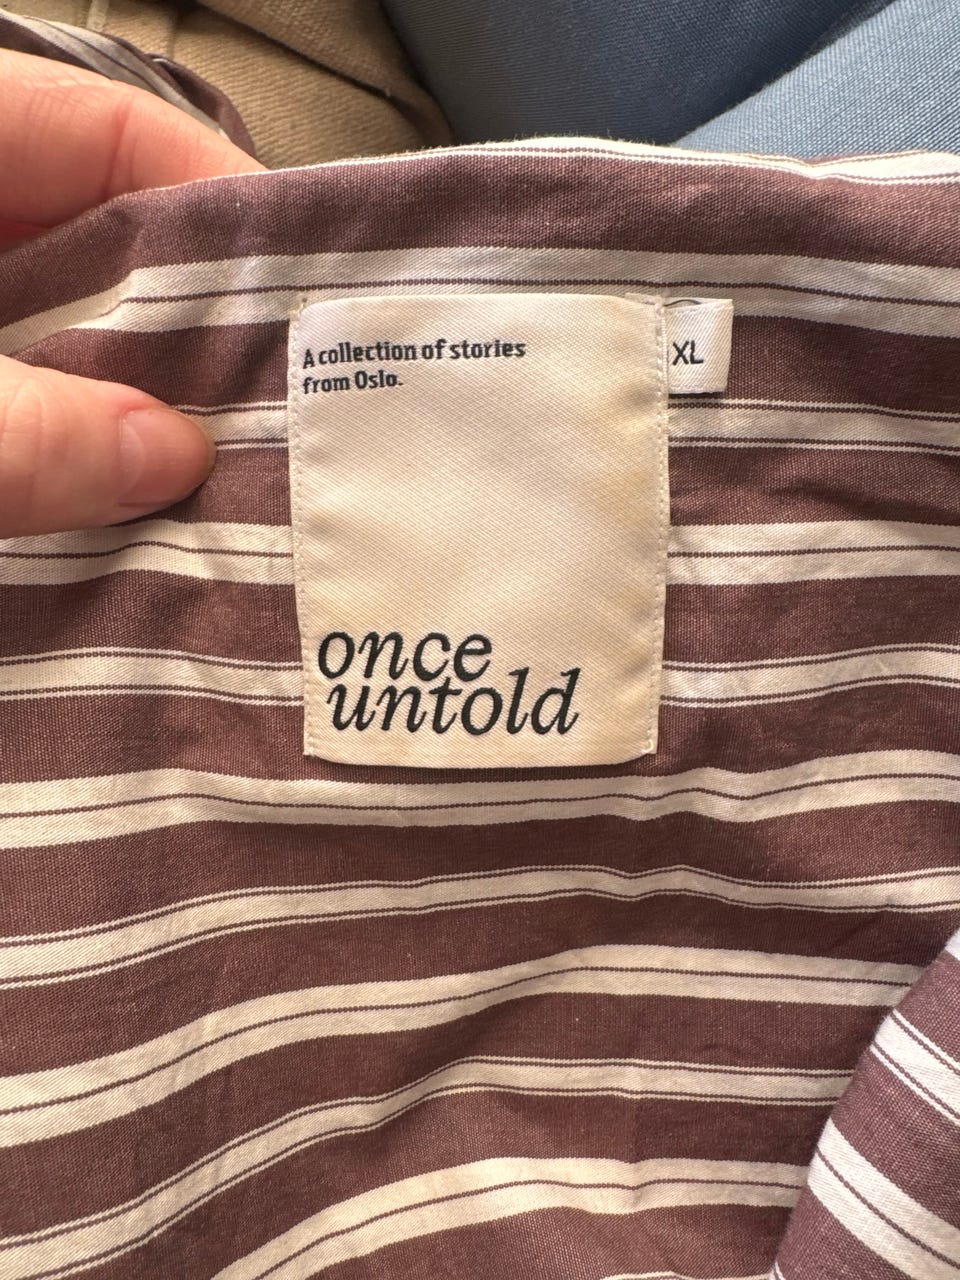 A collection of stories
from Oslo.
XL
once
untold